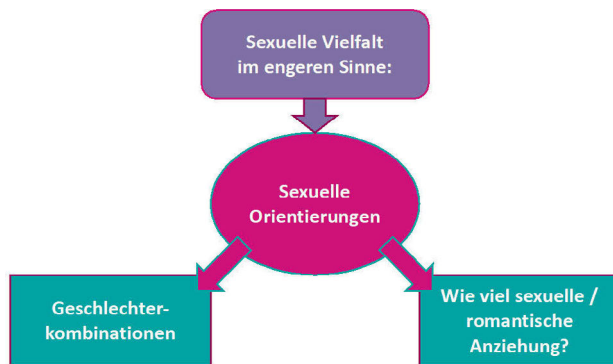 Sexuelle Vielfalt
im engeren Sinne:
Sexuelle
Orientierungen
Geschlechter-
kombinationen
Wie viel sexuelle /
romantische
Anziehung?